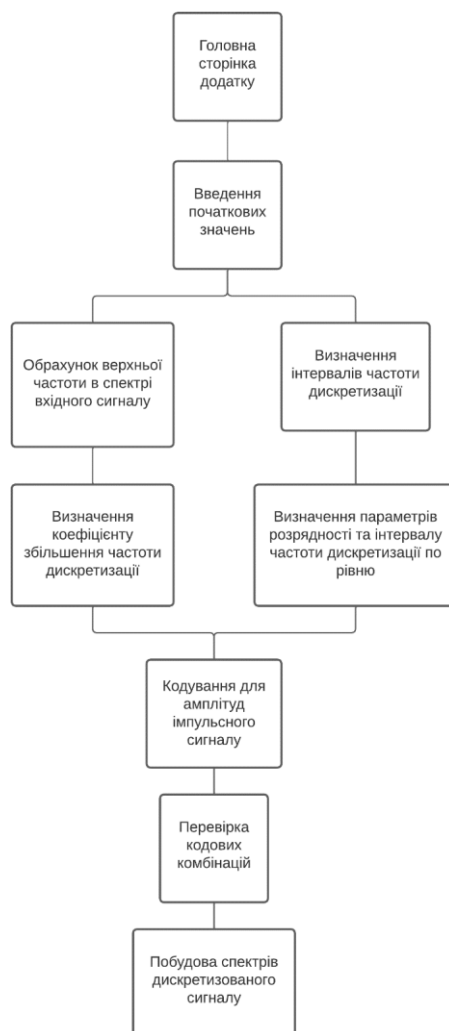 Головна
сторінка
додатку
Введення
початкових
значень
Обрахунок верхньої
частоти в спектрі
вхідного сигналу
Визначення
інтервалів частоти
дискретизації
Визначення
коефіцієнту
збільшення частоти
дискретизації
Визначення параметрів
розрядності та інтервалу
частоти дискретизації по
рівню
Кодування для
амплітуд
імпульсного
сигналу
Перевірка
кодових
комбінацій
Побудова спектрів
дискретизованого
сигналу